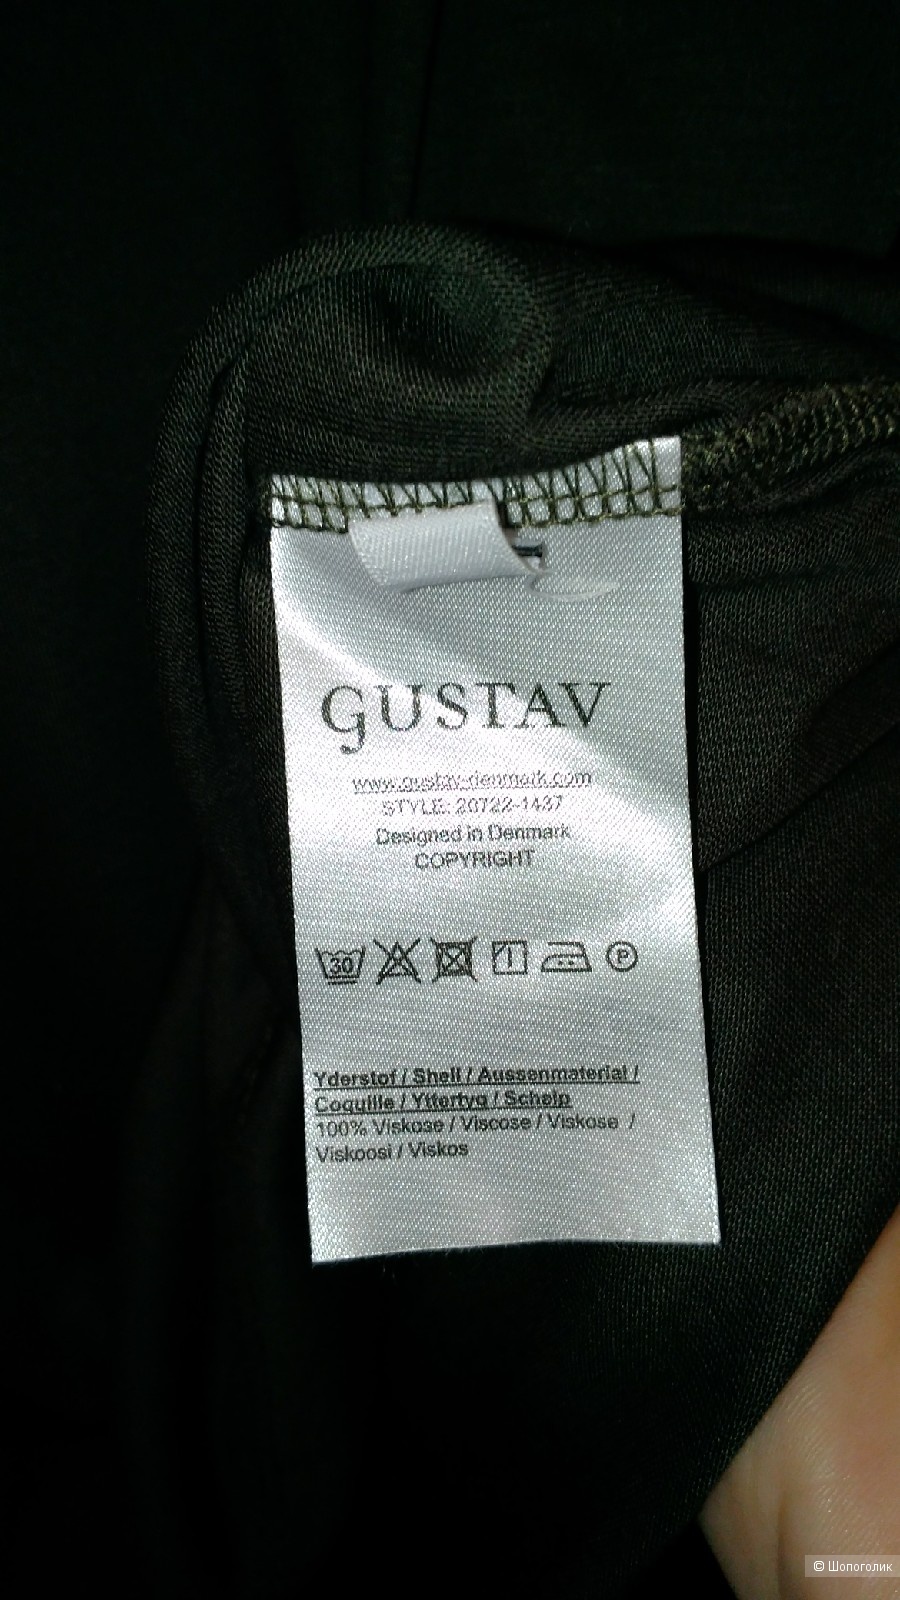 GUSTAV
www.gustav-denmark.com
STYLE: 20722-1437
Designed in Denmark
COPYRIGHT
30
P
Yderstof / Shell / Aussenmaterial /
Coquille / Yttertyg / Schelp
100% Viskose / Viscose / Viskose /
Viskoosi / Viskos
© Шопоголик